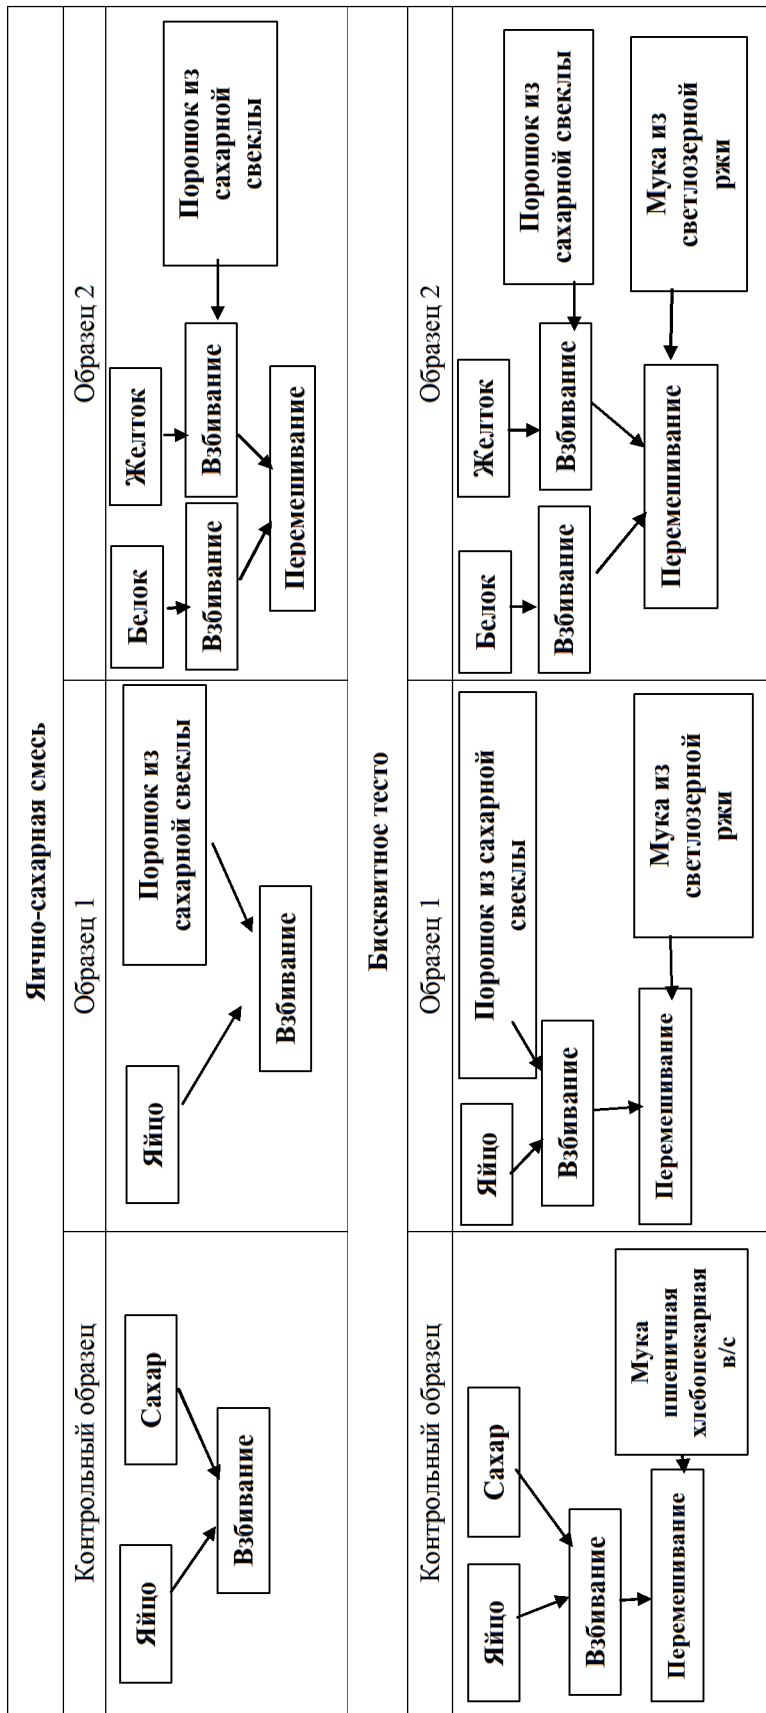 Яично-сахарная смесь
Контрольный образец
Образец 1
Образец 2
Яйцо
Сахар
Взбивание
Яйцо
Порошок из
сахарной свеклы
Взбивание
Белок
Желток
Порошок из
сахарной
свеклы
Взбивание
Взбивание
Перемешивание
Бисквитное тесто
Контрольный образец
Образец 1
Образец 2
Яйцо
Сахар
Взбивание
Мука
пшеничная
хлебопекарная
в/с
Перемешивание
Яйцо
Порошок из сахарной
свеклы
Взбивание
Мука из
светлозерной
ржи
Перемешивание
Белок
Желток
Порошок из
сахарной свеклы
Взбивание
Взбивание
Мука из
светлозерной
ржи
Перемешивание